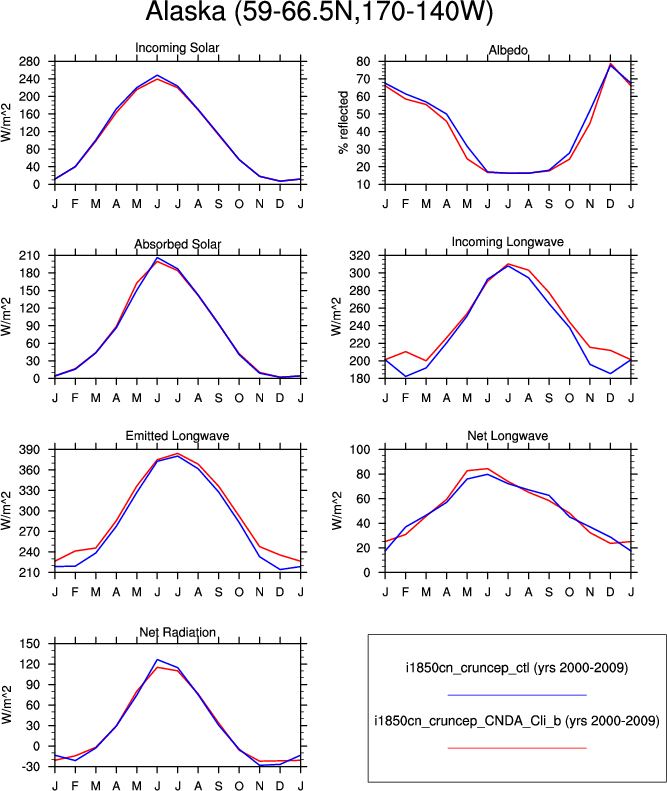 Alaska (59-66.5N,170-140W)
Incoming Solar
W/m^2
280
240
200
160
120
80
40
0
J F M A M J J A S O N D J
Albedo
% reflected
80
70
60
50
40
30
20
10
J F M A M J J A S O N D J
Absorbed Solar
W/m^2
210
180
150
120
90
60
30
0
J F M A M J J A S O N D J
Incoming Longwave
W/m^2
320
300
280
260
240
220
200
180
J F M A M J J A S O N D J
Emitted Longwave
W/m^2
390
360
330
300
270
240
210
J F M A M J J A S O N D J
Net Longwave
W/m^2
100
80
60
40
20
0
J F M A M J J A S O N D J
Net Radiation
W/m^2
150
120
90
60
30
0
-30
J F M A M J J A S O N D J
i1850cn_cruncep_ctl (yrs 2000-2009)
i1850cn_cruncep_CNDA_Cli_b (yrs 2000-2009)